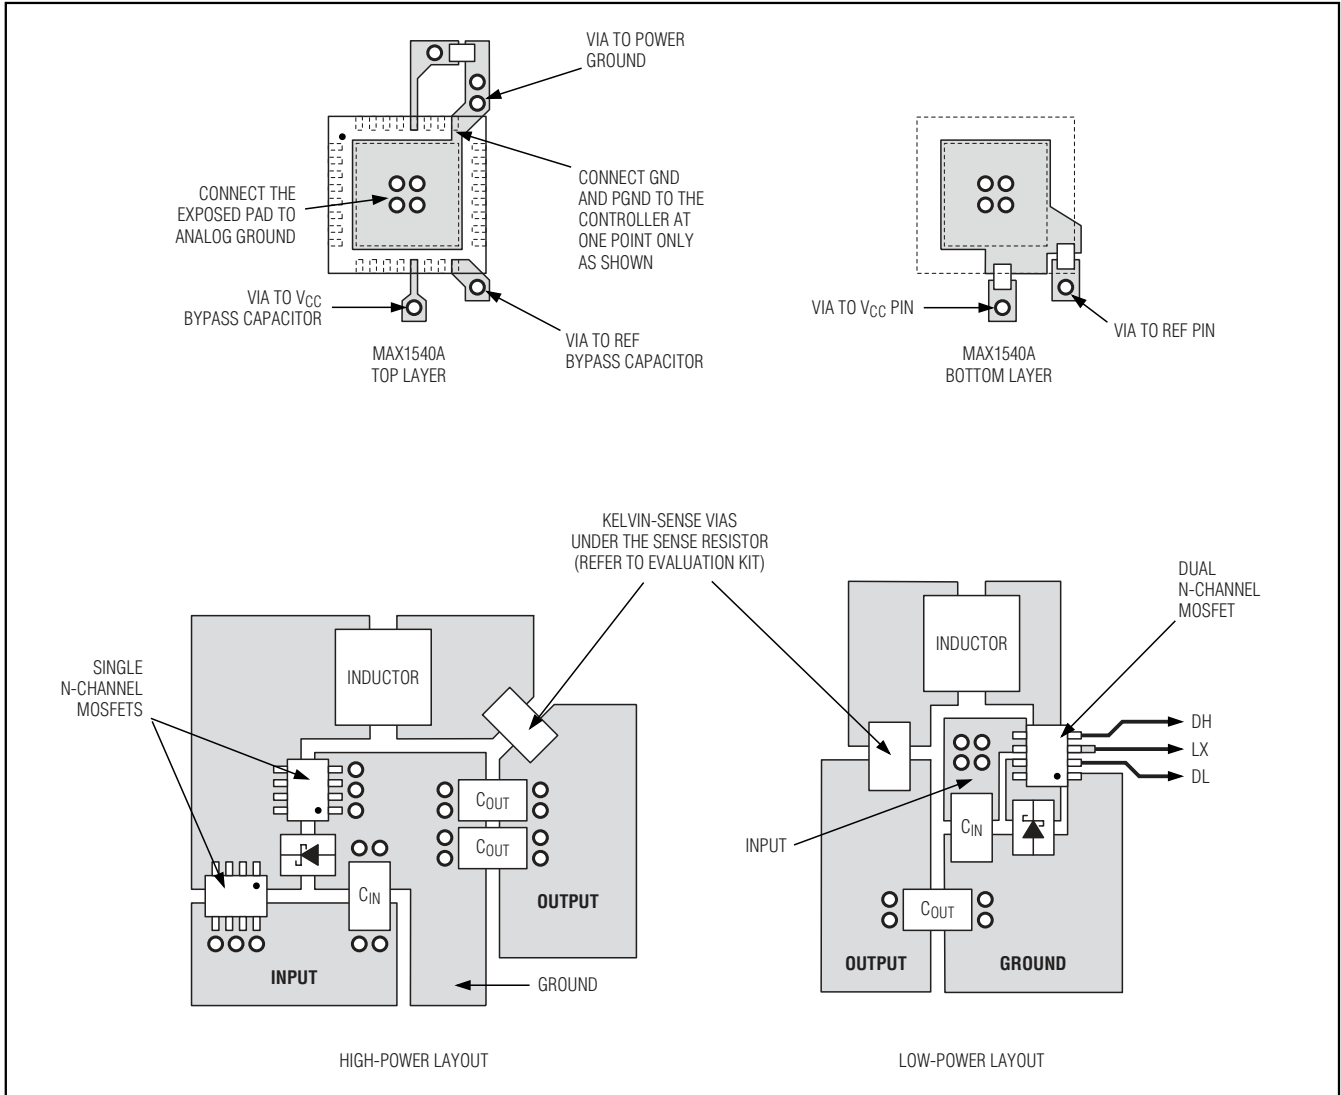 VIA TO POWER
GROUND
CONNECT THE
EXPOSED PAD TO
ANALOG GROUND
CONNECT GND
AND PGND TO THE
CONTROLLER AT
ONE POINT ONLY
AS SHOWN
VIA TO VCC
BYPASS CAPACITOR
VIA TO REF
BYPASS CAPACITOR
MAX1540A
TOP LAYER
VIA TO VCC PIN
VIA TO REF PIN
MAX1540A
BOTTOM LAYER
KELVIN-SENSE VIAS
UNDER THE SENSE RESISTOR
(REFER TO EVALUATION KIT)
SINGLE
N-CHANNEL
MOSFETS
INDUCTOR
COUT
COUT
CIN
OUTPUT
INPUT
GROUND
HIGH-POWER LAYOUT
DUAL
N-CHANNEL
MOSFET
INDUCTOR
DH
LX
DL
INPUT
CIN
COUT
OUTPUT
GROUND
LOW-POWER LAYOUT